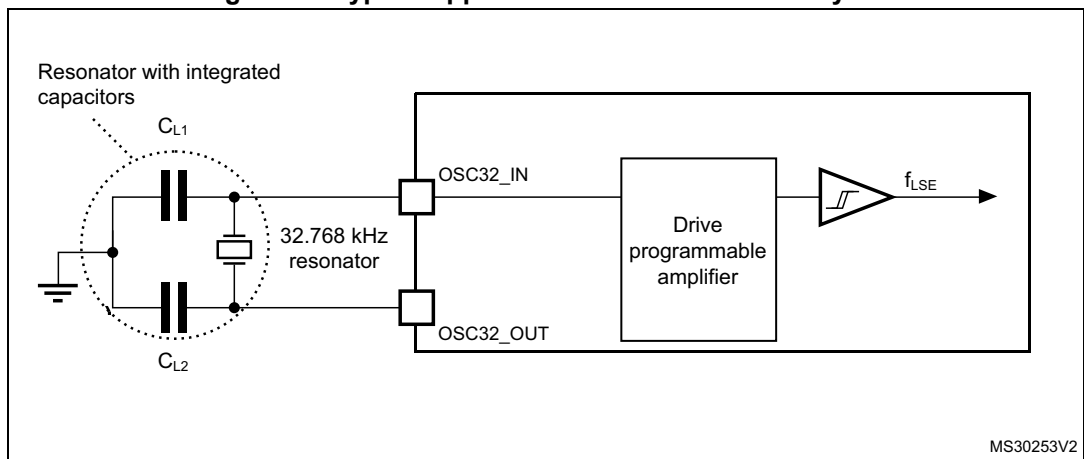 Resonator with integrated
capacitors
CL1
OSC32_IN
fLSE
32.768 kHz
resonator
Drive
programmable
amplifier
OSC32_OUT
CL2
MS30253V2